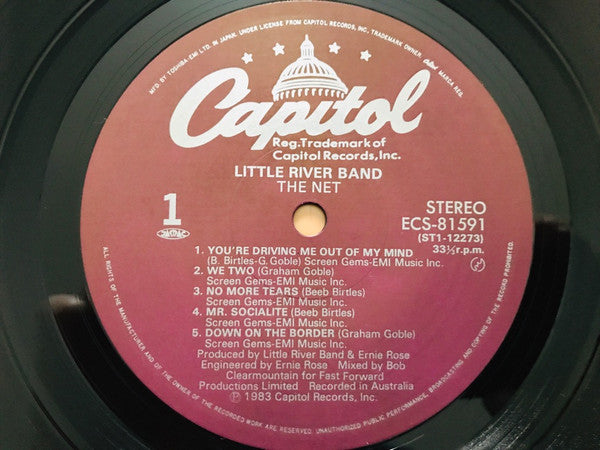 MFD. BY TOSHIBA-EMI LTD. IN JAPAN. UNDER LICENSE FROM CAPITOL RECORDS, INC., TRADEMARK OWNER. Capitol MARCA REG.
Capitol
Reg. Trademark of
Capitol Records, Inc.
LITTLE RIVER BAND
THE NET
1
STEREO
ECS-81591
(ST1-12273)
33⅓ r.p.m.
JASRAC
1. YOU'RE DRIVING ME OUT OF MY MIND
(B. Birtles-G. Goble) Screen Gems-EMI Music Inc.
2. WE TWO (Graham Goble)
Screen Gems-EMI Music Inc.
3. NO MORE TEARS (Beeb Birtles)
Screen Gems-EMI Music Inc.
4. MR. SOCIALITE (Beeb Birtles)
Screen Gems-EMI Music Inc.
5. DOWN ON THE BORDER (Graham Goble)
Screen Gems-EMI Music Inc.
Produced by Little River Band & Ernie Rose
Engineered by Ernie Rose Mixed by Bob
Clearmountain for Fast Forward
Productions Limited Recorded in Australia
℗ 1983 Capitol Records, Inc.
ALL RIGHTS OF THE MANUFACTURER AND OF THE OWNER OF THE RECORDED WORK ARE RESERVED. UNAUTHORIZED PUBLIC PERFORMANCE, BROADCASTING AND COPYING OF THE RECORD PROHIBITED.